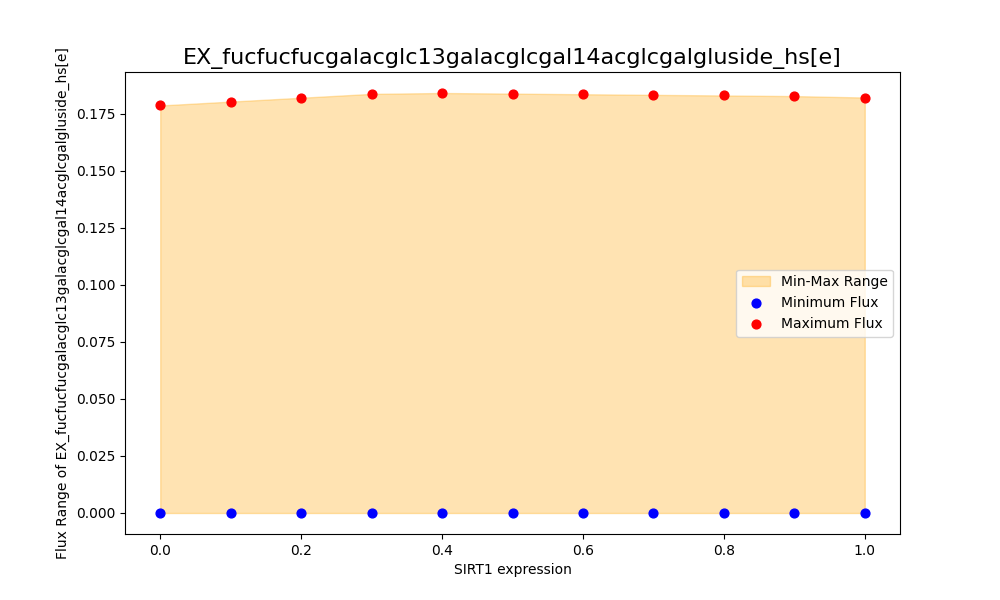 EX_fucfucfucgalacglc13galacglcgal14acglcgalgluside_hs[e]
Flux Range of EX_fucfucfucgalacglc13galacglcgal14acglcgalgluside_hs[e]
0.175
0.150
0.125
0.100
0.075
0.050
0.025
0.000
Min-Max Range
Minimum Flux
Maximum Flux
0.0 0.2 0.4 0.6 0.8 1.0
SIRT1 expression